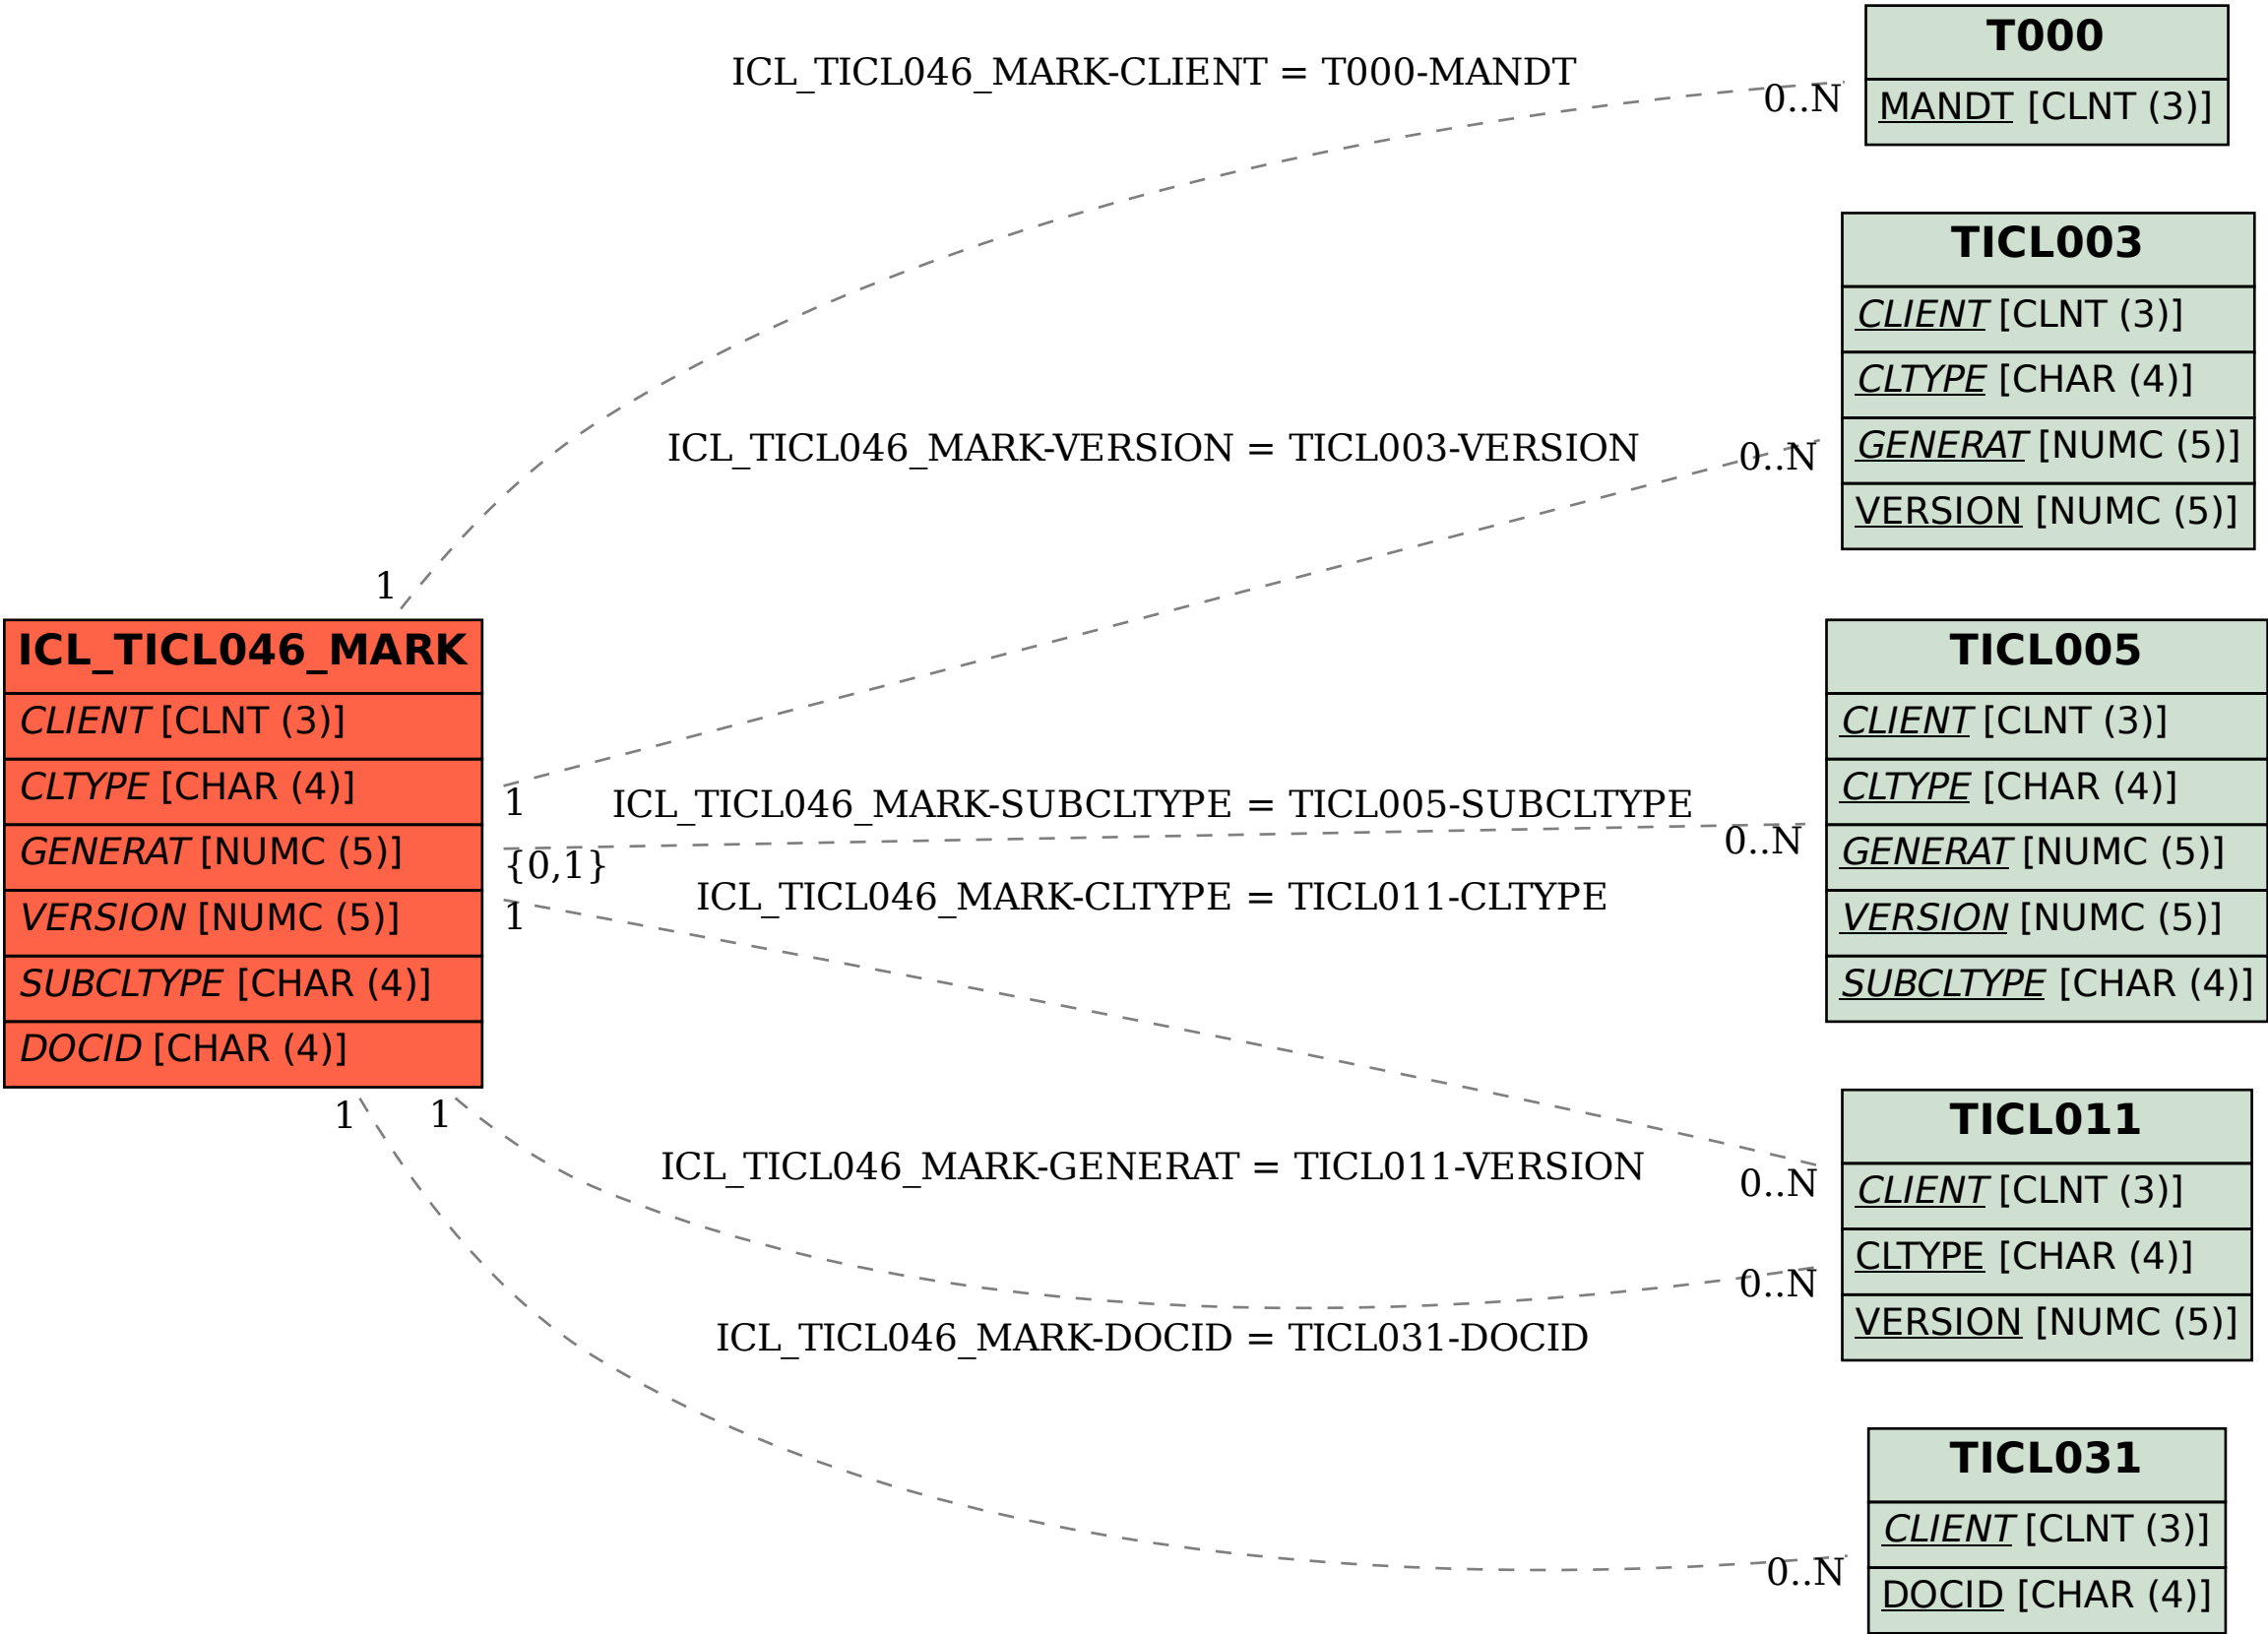 T000
MANDT [CLNT (3)]
ICL_TICL046_MARK-CLIENT = T000-MANDT
0..N
1
TICL003
CLIENT [CLNT (3)]
CLTYPE [CHAR (4)]
GENERAT [NUMC (5)]
VERSION [NUMC (5)]
ICL_TICL046_MARK-VERSION = TICL003-VERSION
0..N
1
ICL_TICL046_MARK
CLIENT [CLNT (3)]
CLTYPE [CHAR (4)]
GENERAT [NUMC (5)]
VERSION [NUMC (5)]
SUBCLTYPE [CHAR (4)]
DOCID [CHAR (4)]
TICL005
CLIENT [CLNT (3)]
CLTYPE [CHAR (4)]
GENERAT [NUMC (5)]
VERSION [NUMC (5)]
SUBCLTYPE [CHAR (4)]
ICL_TICL046_MARK-SUBCLTYPE = TICL005-SUBCLTYPE
0..N
{0,1}
ICL_TICL046_MARK-CLTYPE = TICL011-CLTYPE
1
0..N
TICL011
CLIENT [CLNT (3)]
CLTYPE [CHAR (4)]
VERSION [NUMC (5)]
ICL_TICL046_MARK-GENERAT = TICL011-VERSION
1
0..N
ICL_TICL046_MARK-DOCID = TICL031-DOCID
1
0..N
TICL031
CLIENT [CLNT (3)]
DOCID [CHAR (4)]